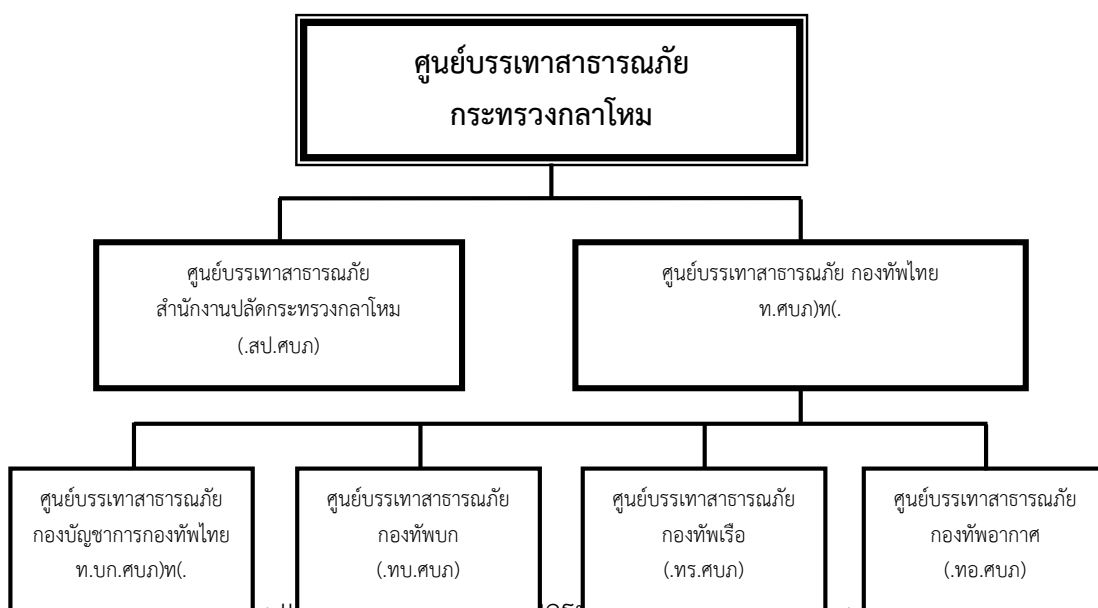 ศูนย์บรรเทาสาธารณภัย
กระทรวงกลาโหม
ศูนย์บรรเทาสาธารณภัย
สำนักงานปลัดกระทรวงกลาโหม
(.สป.ศบภ)
ศูนย์บรรเทาสาธารณภัย กองทัพไทย
ท.ศบภ)ท(.
ศูนย์บรรเทาสาธารณภัย
กองบัญชาการกองทัพไทย
ท.บก.ศบภ)ท(.
ศูนย์บรรเทาสาธารณภัย
กองทัพบก
(.ทบ.ศบภ)
ศูนย์บรรเทาสาธารณภัย
กองทัพเรือ
(.ทร.ศบภ)
ศูนย์บรรเทาสาธารณภัย
กองทัพอากาศ
(.ทอ.ศบภ)